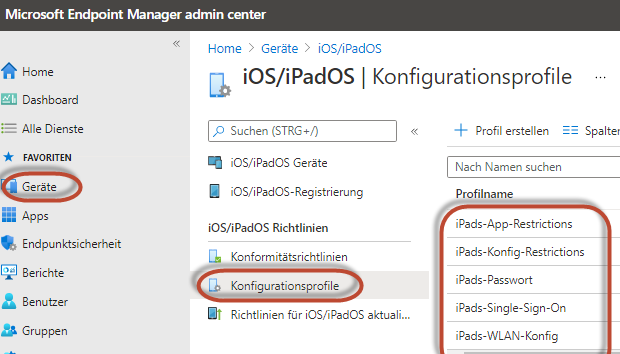 Microsoft Endpoint Manager admin center
«
Home
Dashboard
Alle Dienste
FAVORITEN
Geräte
Apps
Endpunktsicherheit
Berichte
Benutzer
Gruppen
Home > Geräte > iOS/iPadOS
iOS/iPadOS | Konfigurationsprofile ...
Suchen (STRG+/)
«
iOS/iPadOS Geräte
iOS/iPadOS-Registrierung
iOS/iPadOS Richtlinien
Konformitätsrichtlinien
Konfigurationsprofile
Richtlinien für iOS/iPadOS aktuali...
+ Profil erstellen Spalten
Nach Namen suchen
Profilname
iPads-App-Restrictions
iPads-Konfig-Restrictions
iPads-Passwort
iPads-Single-Sign-On
iPads-WLAN-Konfig